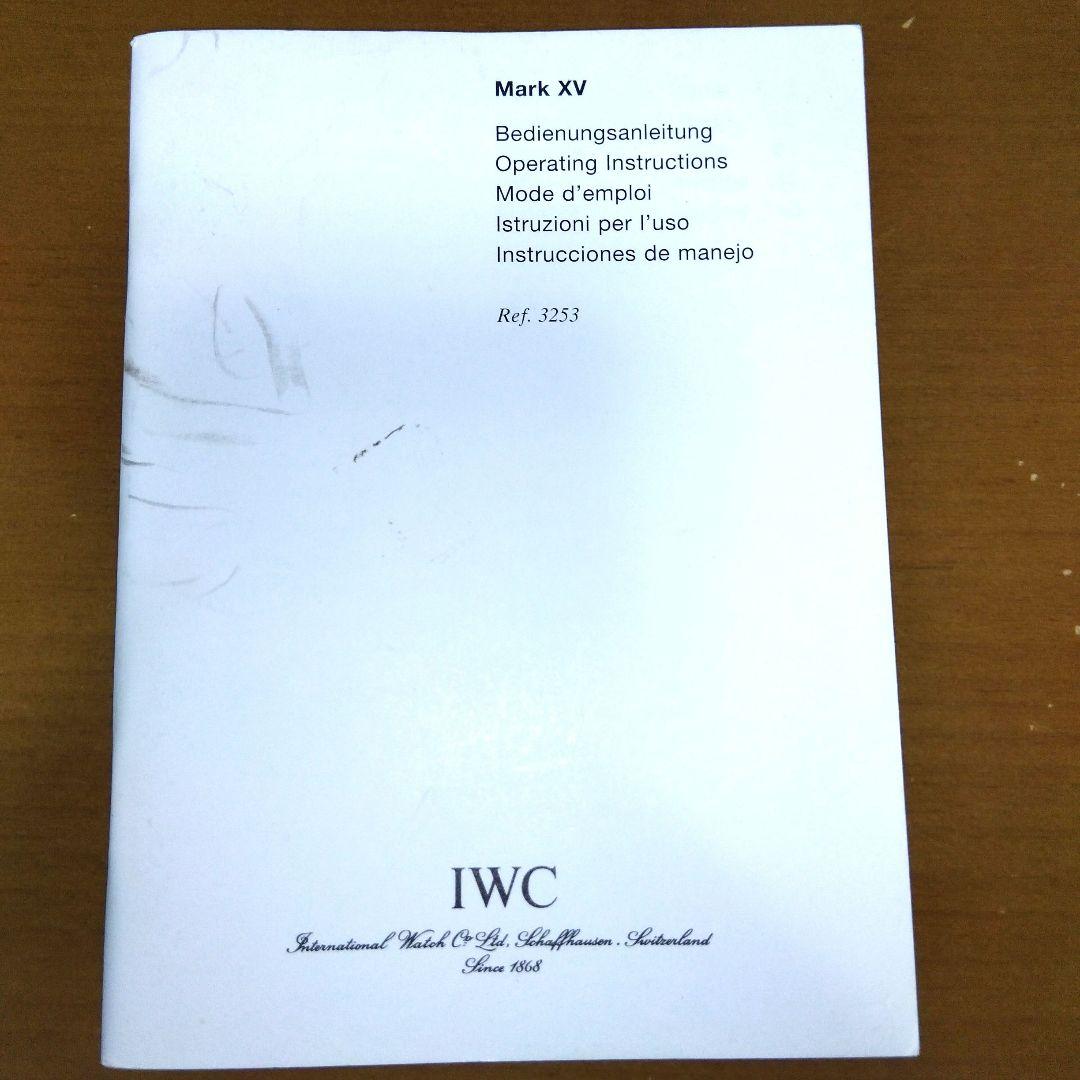 Mark XV
Bedienungsanleitung
Operating Instructions
Mode d'emploi
Istruzioni per l'uso
Instrucciones de manejo
Ref. 3253
IWC
International Watch Co Ltd, Schaffhausen. Switzerland
Since 1868